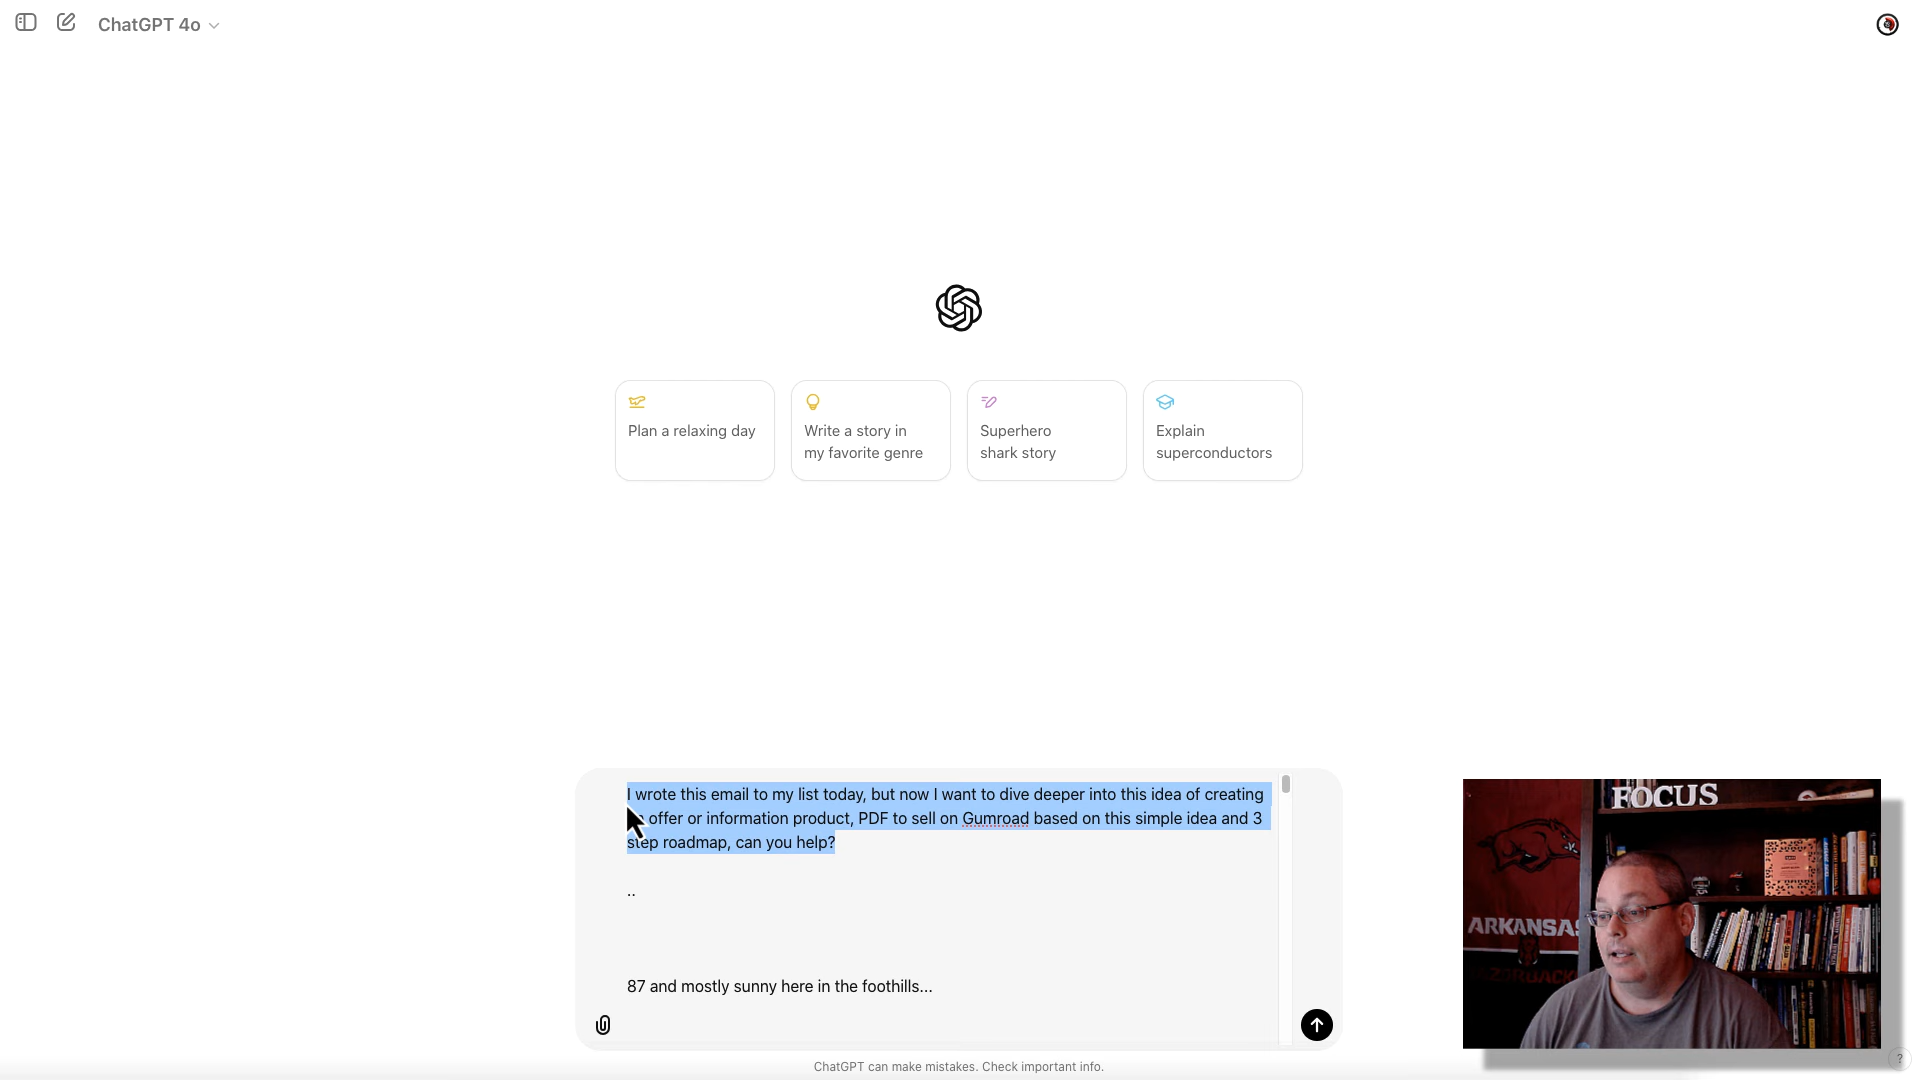 ChatGPT 4o
Plan a relaxing day
Write a story in
my favorite genre
Superhero
shark story
Explain
superconductors
I wrote this email to my list today, but now I want to dive deeper into this idea of creating
offer or information product, PDF to sell on Gumroad based on this simple idea and 3
step roadmap, can you help?
..
87 and mostly sunny here in the foothills...
ChatGPT can make mistakes. Check important info.
?
FOCUS
ARKANSAS